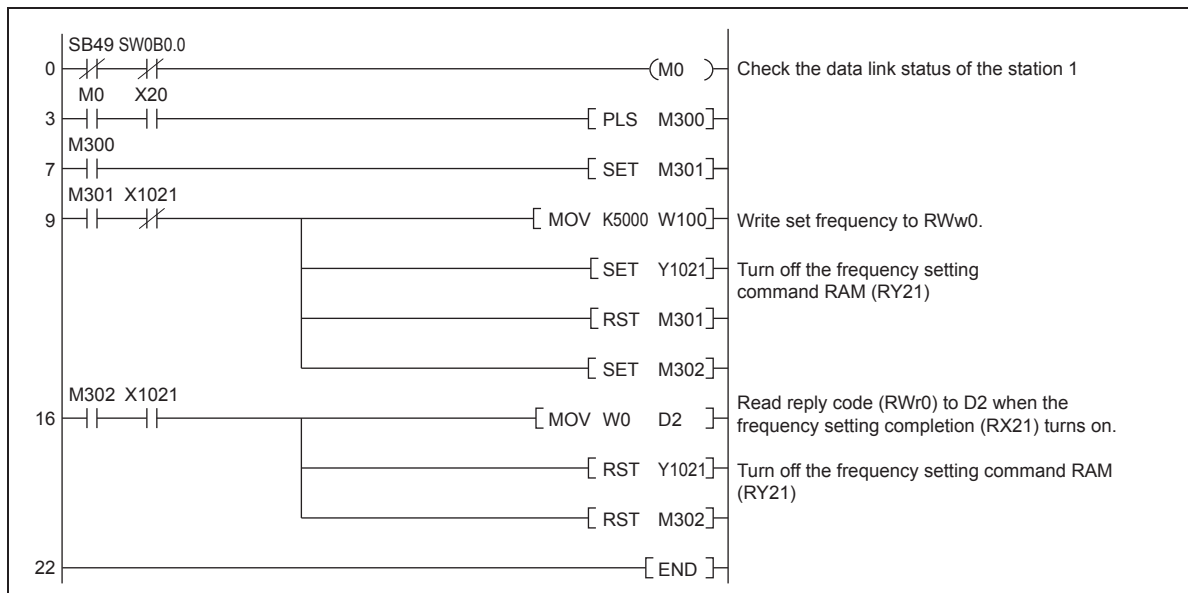 SB49 SW0B0.0
0 (M0 ) Check the data link status of the station 1
M0 X20
3 [ PLS M300]
M300
7 [ SET M301]
M301 X1021
9 [ MOV K5000 W100] Write set frequency to RWw0.
[ SET Y1021] Turn off the frequency setting
command RAM (RY21)
[ RST M301]
[ SET M302]
M302 X1021
16 [ MOV W0 D2 ] Read reply code (RWr0) to D2 when the
frequency setting completion (RX21) turns on.
[ RST Y1021] Turn off the frequency setting command RAM
(RY21)
[ RST M302]
22 [ END ]